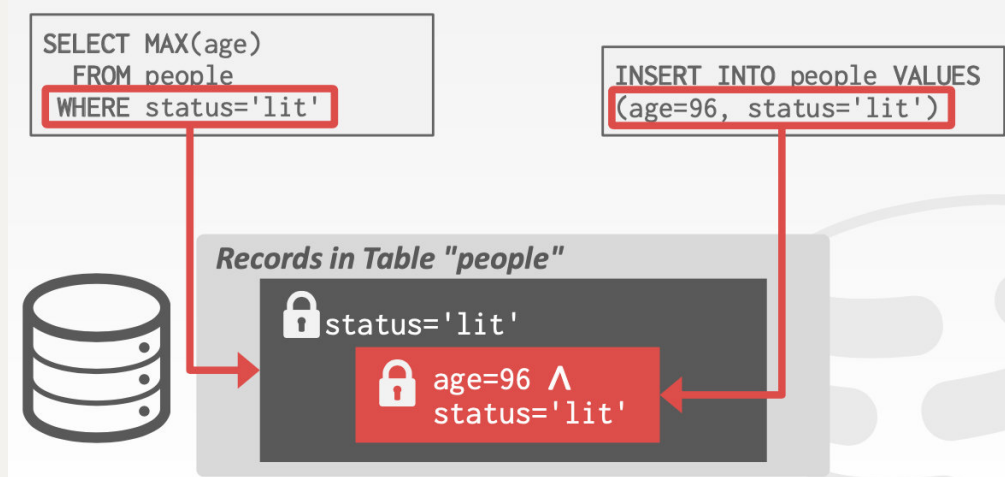 SELECT MAX(age)
FROM people
WHERE status='lit'
INSERT INTO people VALUES
(age=96, status='lit')
Records in Table "people"
status='lit'
age=96 ∧
status='lit'